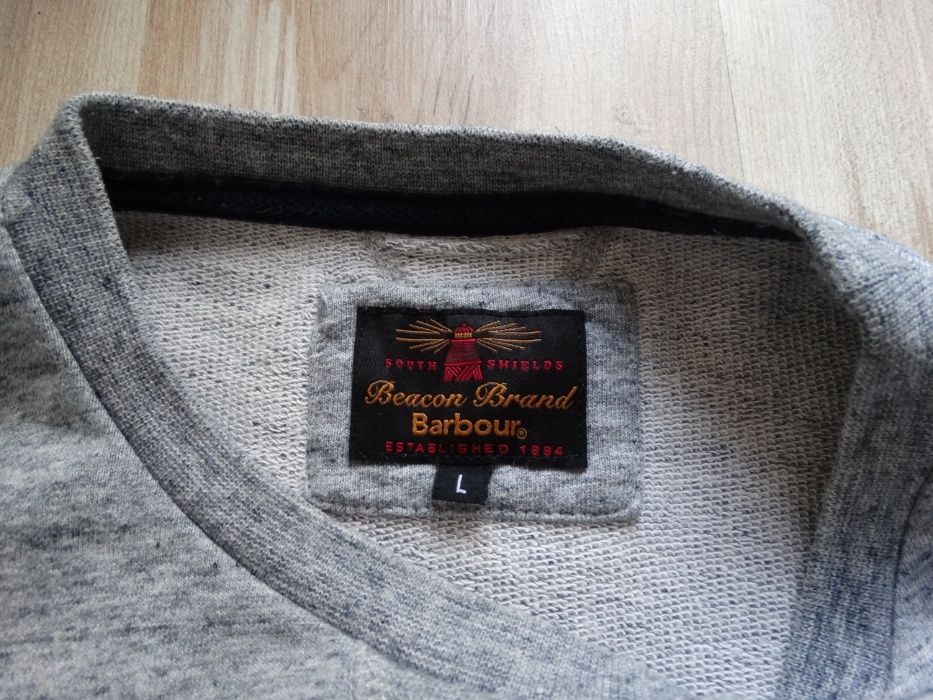 SOUTH SHIELDS
Beacon Brand
Barbour®
ESTABLISHED 1894
L